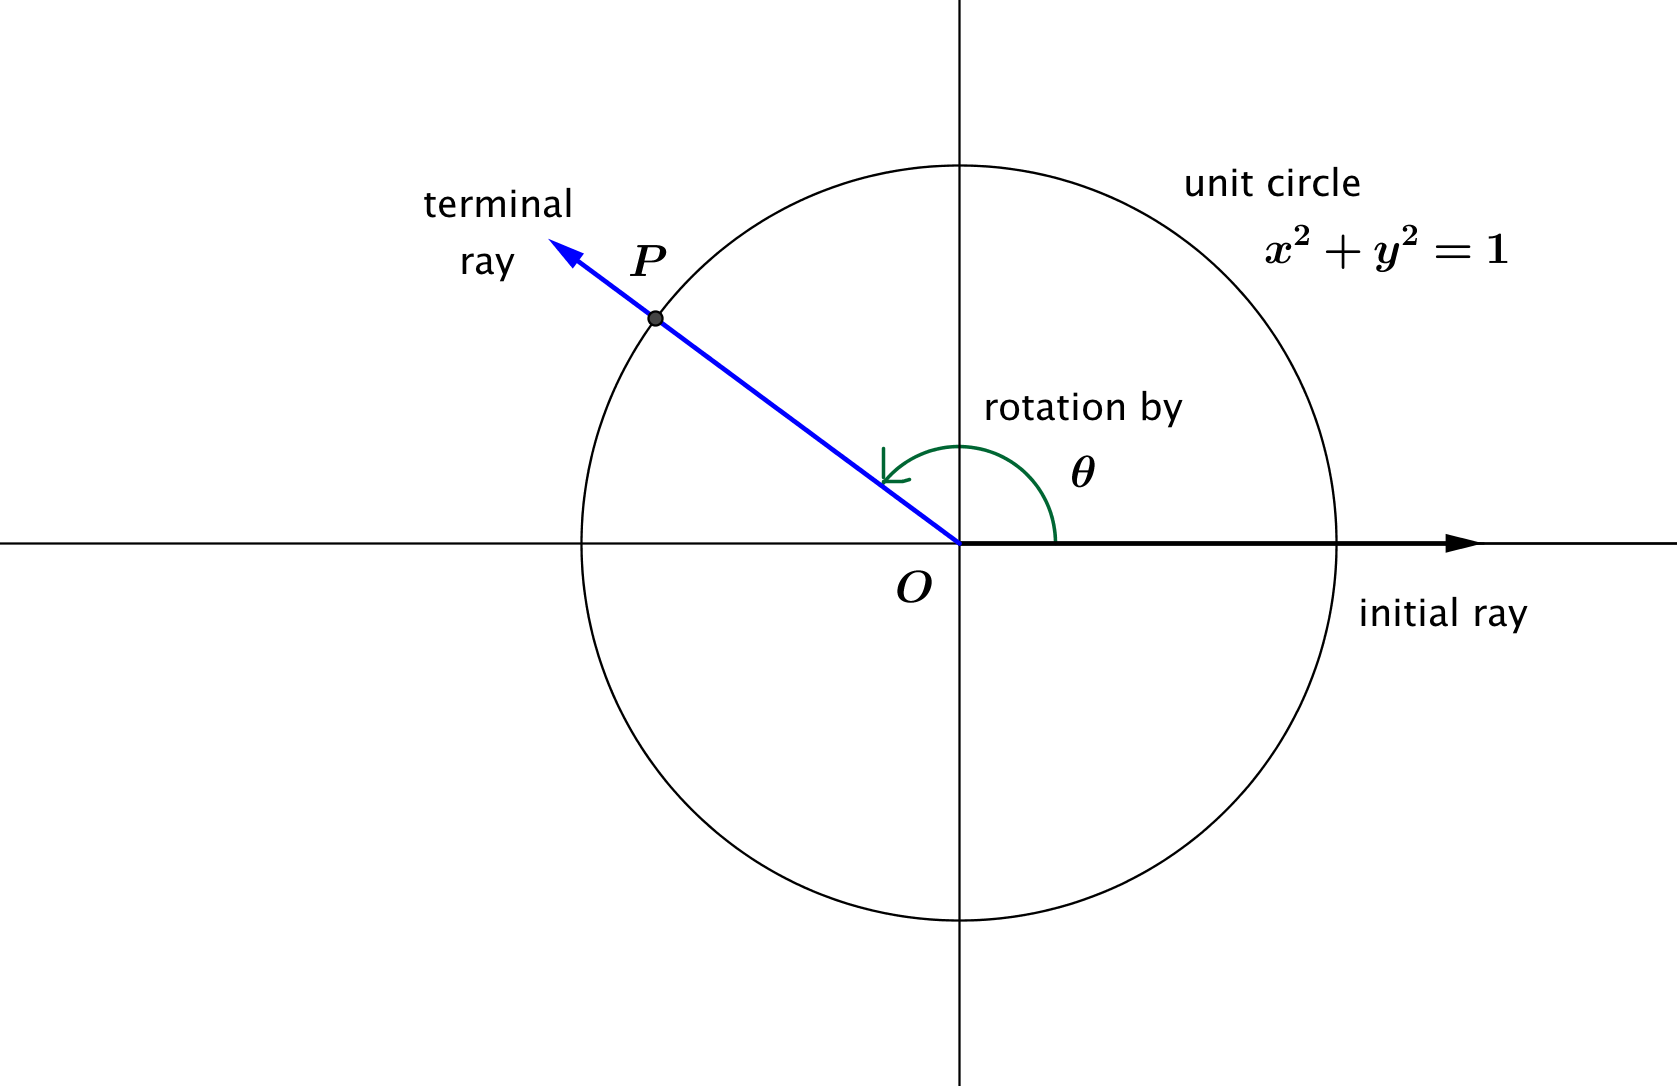 unit circle
x² + y² = 1
terminal
ray
P
rotation by
θ
O
initial ray